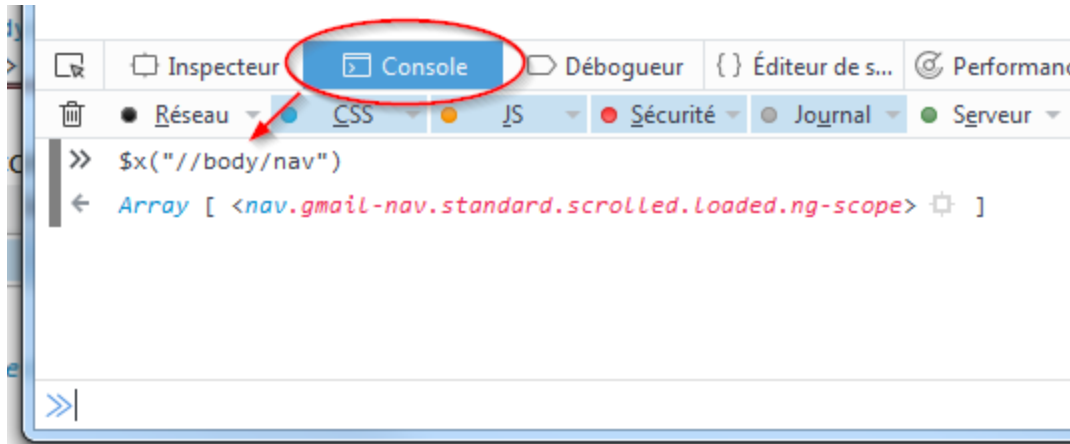 Inspecteur Console Débogueur { } Éditeur de s... Performanc
Réseau CSS JS Sécurité Journal Serveur
» $x("//body/nav")
← Array [ <nav.gmail-nav.standard.scrolled.loaded.ng-scope> ]
»